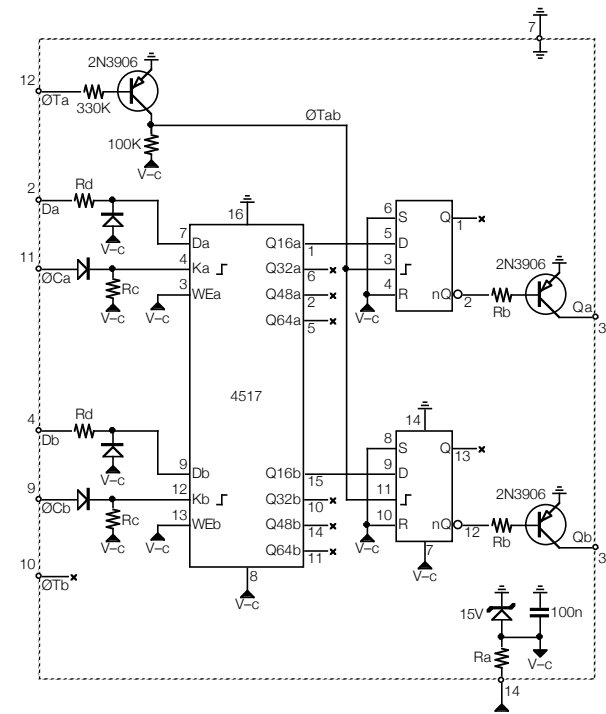 7
12
2N3906
ØTa
330K
ØTab
100K
V–c
2
Rd
Da
V–c
16
6 S Q 1
7 Da Q16a 1
5 D
11
ØCa
4 Ka Q32a 6
3
3 WEa Q48a 2
4 R nQ 2
2N3906
Rc
V–c
V–c
V–c
Rb
Qa
3
Q64a 5
4517
4
Rd
Db
V–c
14
8 S Q 13
9 Db Q16b 15
9 D
9
ØCb
12 Kb Q32b 10
11
13 WEb Q48b 14
10 R nQ 12
2N3906
Rc
V–c
V–c
V–c
Rb
Qb
3
Q64b 11
7
10
ØTb
8
V–c
V–c
15V
100n
Ra
V–c
14